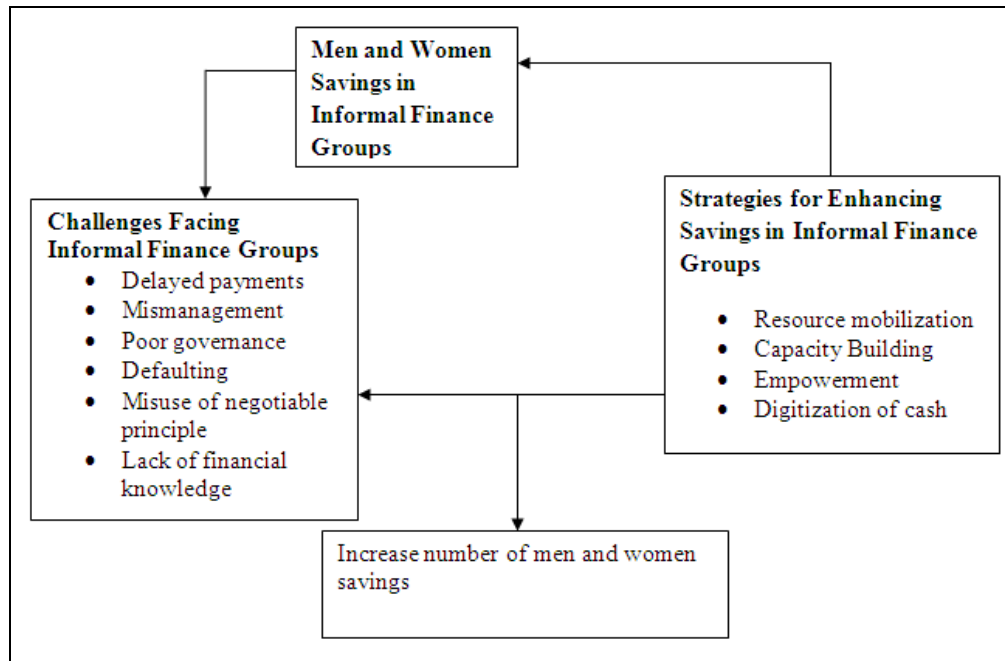 Men and Women
Savings in
Informal Finance
Groups
Challenges Facing
Informal Finance Groups
• Delayed payments
• Mismanagement
• Poor governance
• Defaulting
• Misuse of negotiable
principle
• Lack of financial
knowledge
Strategies for Enhancing
Savings in Informal Finance
Groups
• Resource mobilization
• Capacity Building
• Empowerment
• Digitization of cash
Increase number of men and women
savings